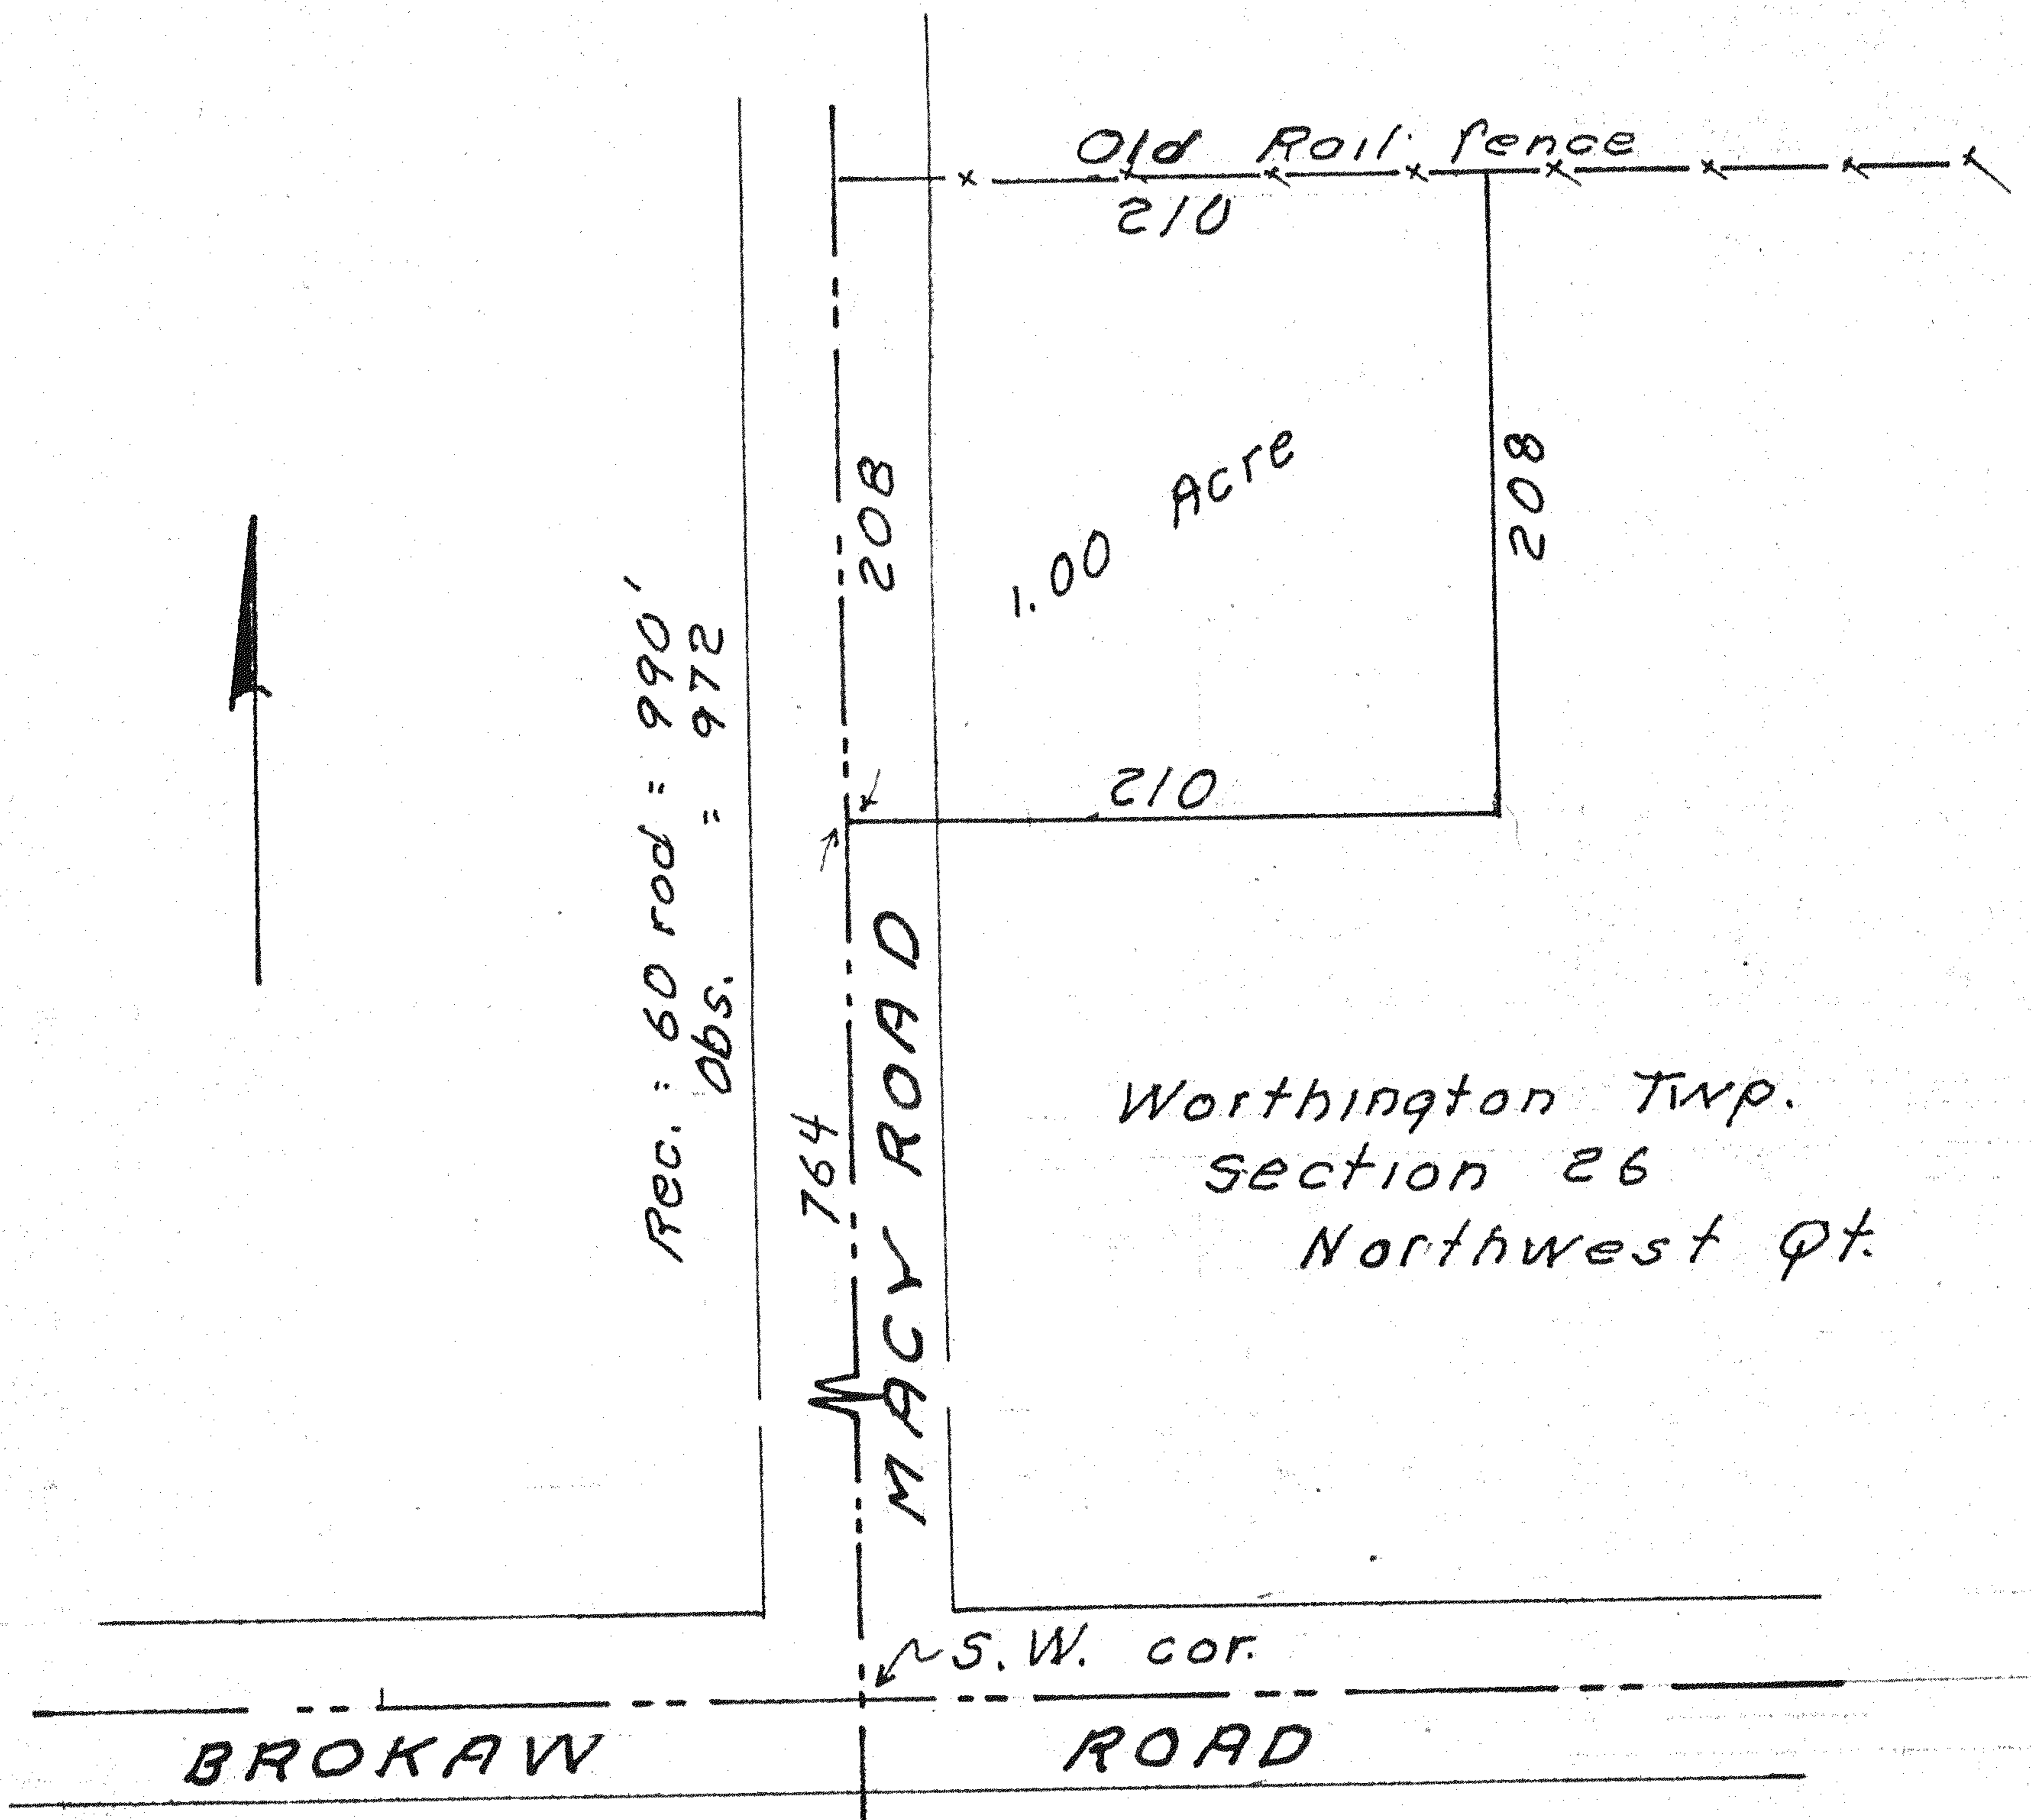 Old Rail fence
210
208
208
1.00 Acre
210
Rec. : 60 rod = 990'
Obs. = 972
764
MACY ROAD
Worthington Twp.
Section 26
Northwest Qt.
S.W. cor.
BROKAW ROAD